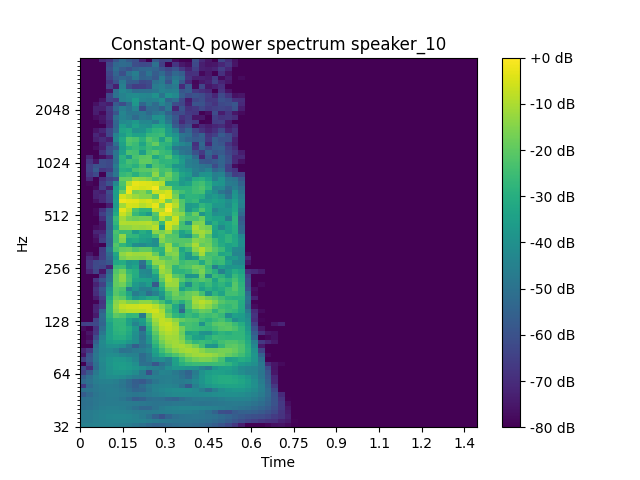 Constant-Q power spectrum speaker_10
Hz
2048
1024
512
256
128
64
32
0 0.15 0.3 0.45 0.6 0.75 0.9 1.1 1.2 1.4
Time
+0 dB
-10 dB
-20 dB
-30 dB
-40 dB
-50 dB
-60 dB
-70 dB
-80 dB